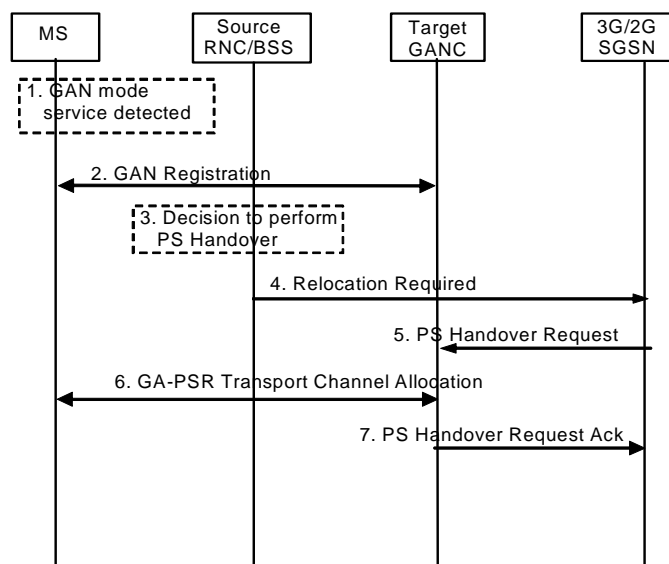 MS
Source
RNC/BSS
Target
GANC
3G/2G
SGSN
1. GAN mode
service detected
2. GAN Registration
3. Decision to perform
PS Handover
4. Relocation Required
5. PS Handover Request
6. GA-PSR Transport Channel Allocation
7. PS Handover Request Ack